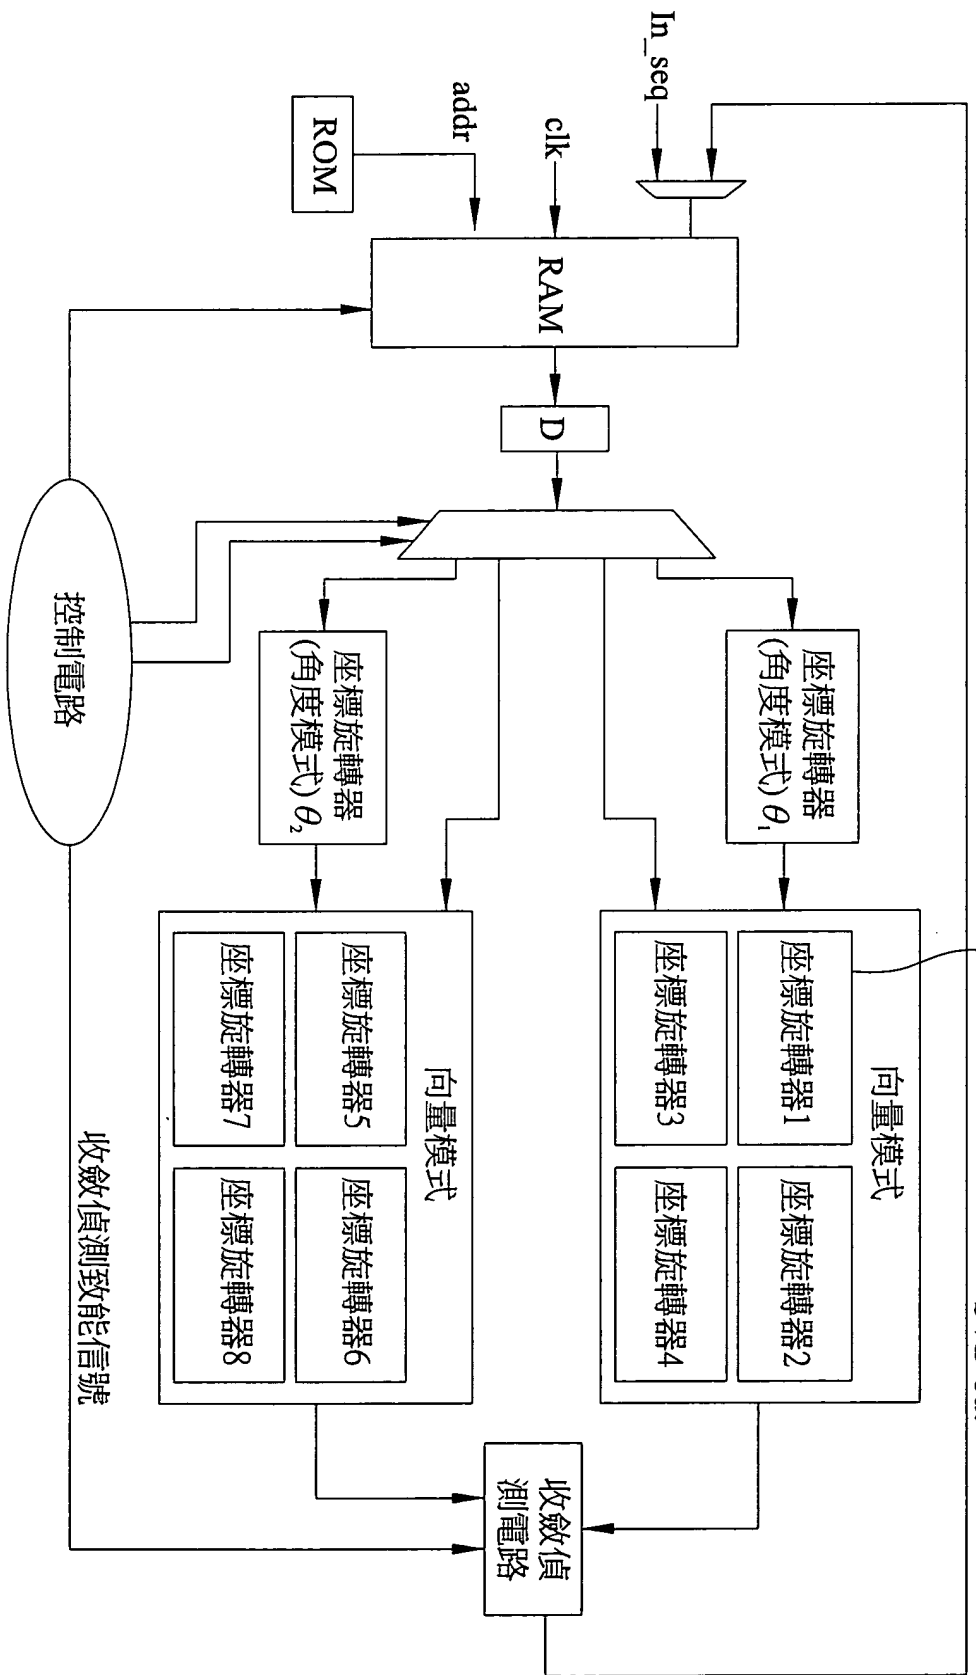 In_seq
clk
addr
ROM
RAM
D
控制電路
座標旋轉器
(角度模式) θ₁
座標旋轉器
(角度模式) θ₂
向量模式
座標旋轉器1
座標旋轉器2
座標旋轉器3
座標旋轉器4
向量模式
座標旋轉器5
座標旋轉器6
座標旋轉器7
座標旋轉器8
收斂偵
測電路
收斂偵測致能信號